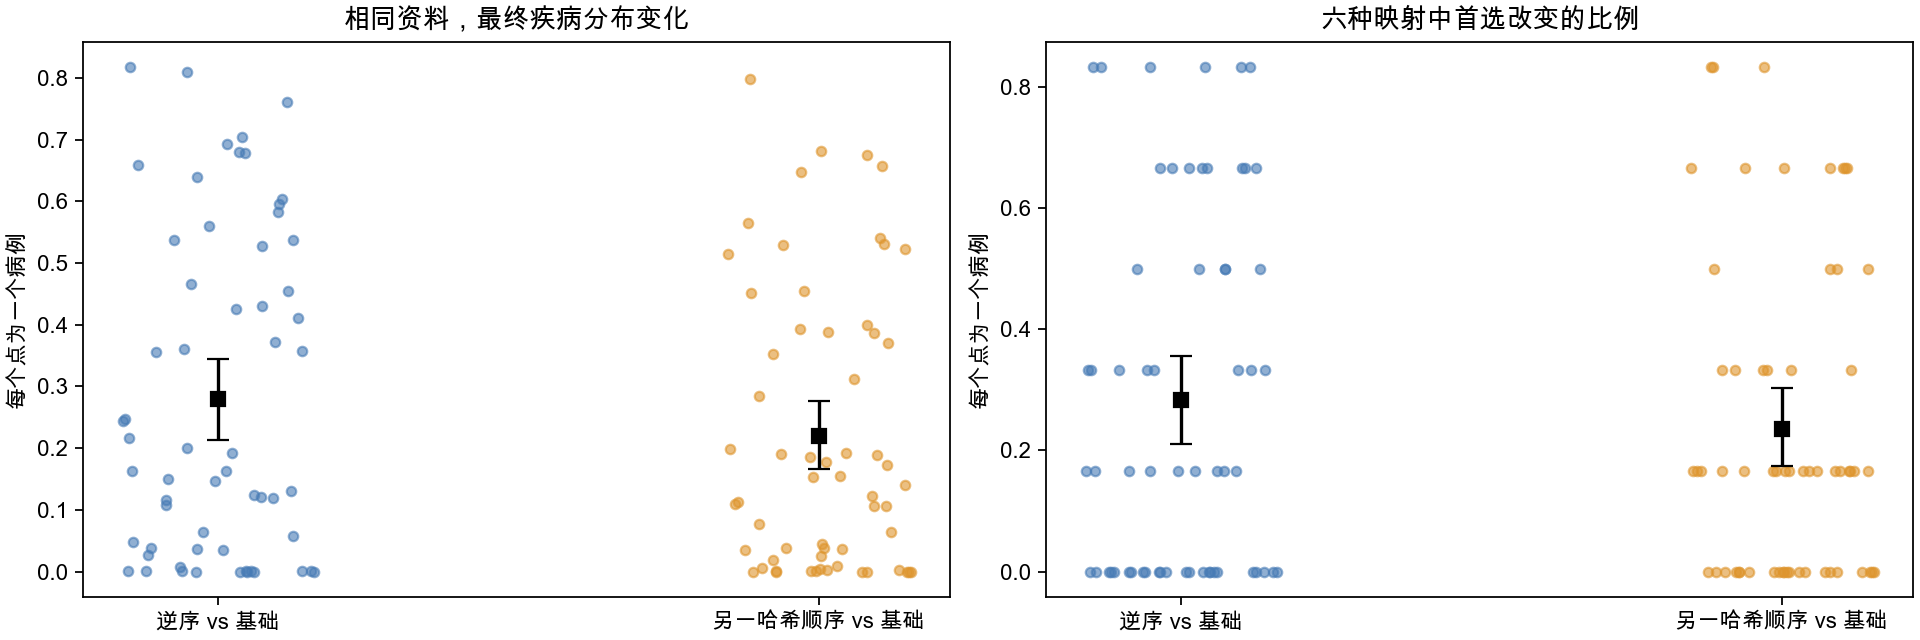 相同资料，最终疾病分布变化
每个点为一个病例
0.8
0.7
0.6
0.5
0.4
0.3
0.2
0.1
0.0
逆序 vs 基础
另一哈希顺序 vs 基础
六种映射中首选改变的比例
每个点为一个病例
0.8
0.6
0.4
0.2
0.0
逆序 vs 基础
另一哈希顺序 vs 基础